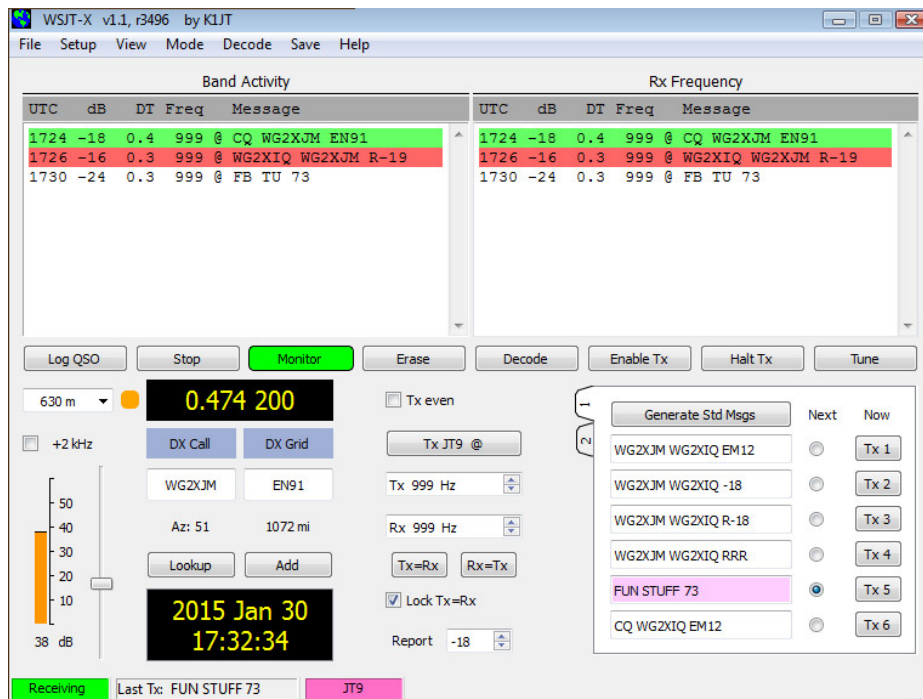 WSJT-X v1.1, r3496 by K1JT
File Setup View Mode Decode Save Help
Band Activity
UTC dB DT Freq Message
1724 -18 0.4 999 @ CQ WG2XJM EN91
1726 -16 0.3 999 @ WG2XIQ WG2XJM R-19
1730 -24 0.3 999 @ FB TU 73
Rx Frequency
UTC dB DT Freq Message
1724 -18 0.4 999 @ CQ WG2XJM EN91
1726 -16 0.3 999 @ WG2XIQ WG2XJM R-19
1730 -24 0.3 999 @ FB TU 73
Log QSO Stop Monitor Erase Decode Enable Tx Halt Tx Tune
630 m
0.474 200
+2 kHz
DX Call DX Grid
WG2XJM EN91
Az: 51 1072 mi
Lookup Add
2015 Jan 30
17:32:34
50
40
30
20
10
38 dB
Tx even
Tx JT9 @
Tx 999 Hz
Rx 999 Hz
Tx=Rx Rx=Tx
Lock Tx=Rx
Report -18
1
2
Generate Std Msgs Next Now
WG2XJM WG2XIQ EM12 Tx 1
WG2XJM WG2XIQ -18 Tx 2
WG2XJM WG2XIQ R-18 Tx 3
WG2XJM WG2XIQ RRR Tx 4
FUN STUFF 73 Tx 5
CQ WG2XIQ EM12 Tx 6
Receiving Last Tx: FUN STUFF 73 JT9